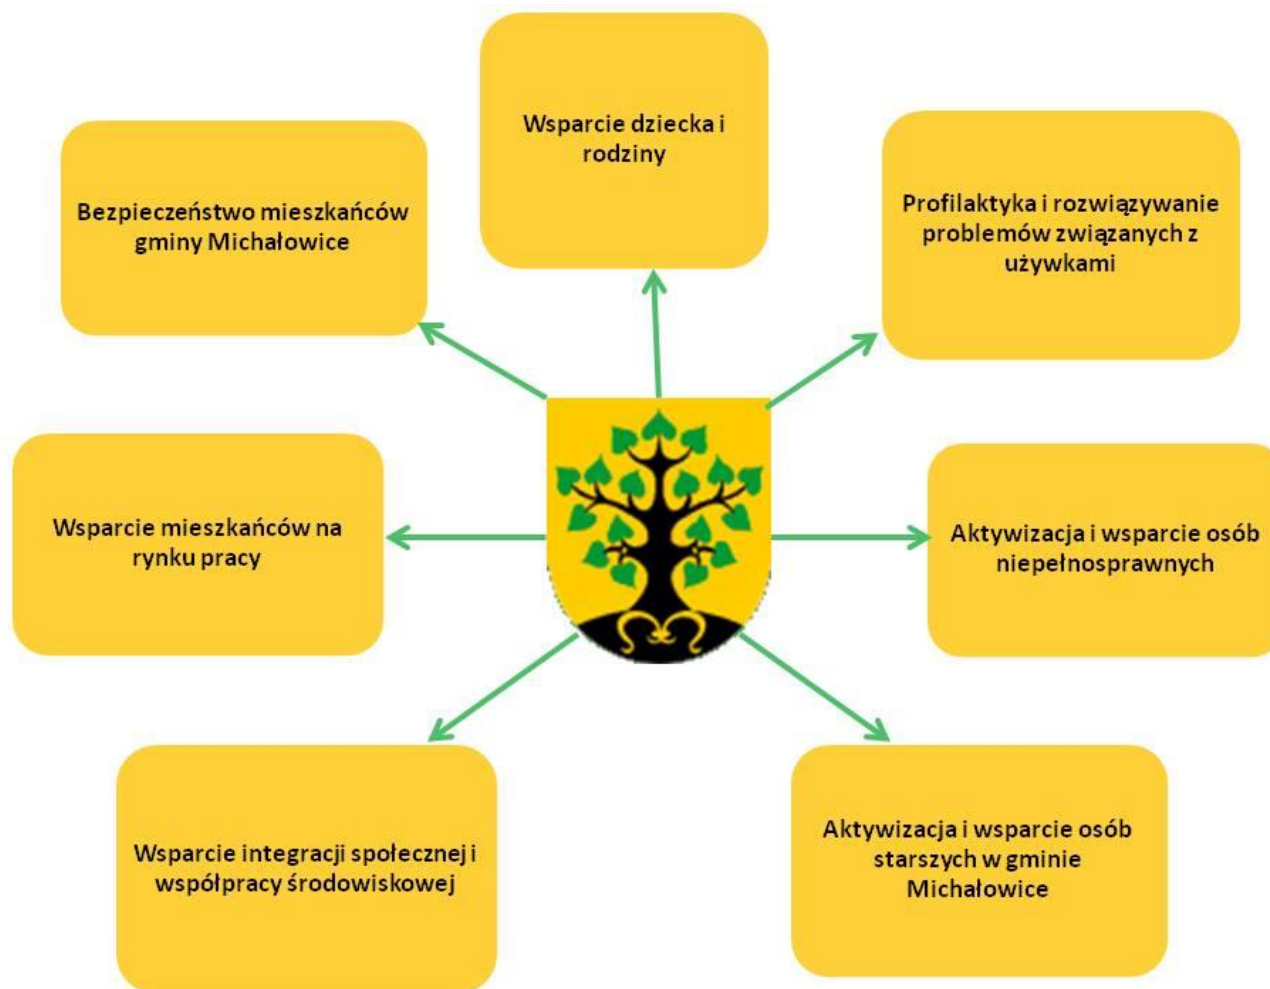 Wsparcie dziecka i
rodziny
Bezpieczeństwo mieszkańców
gminy Michałowice
Profilaktyka i rozwiązywanie
problemów związanych z
używkami
Wsparcie mieszkańców na
rynku pracy
Aktywizacja i wsparcie osób
niepełnosprawnych
Wsparcie integracji społecznej i
współpracy środowiskowej
Aktywizacja i wsparcie osób
starszych w gminie
Michałowice